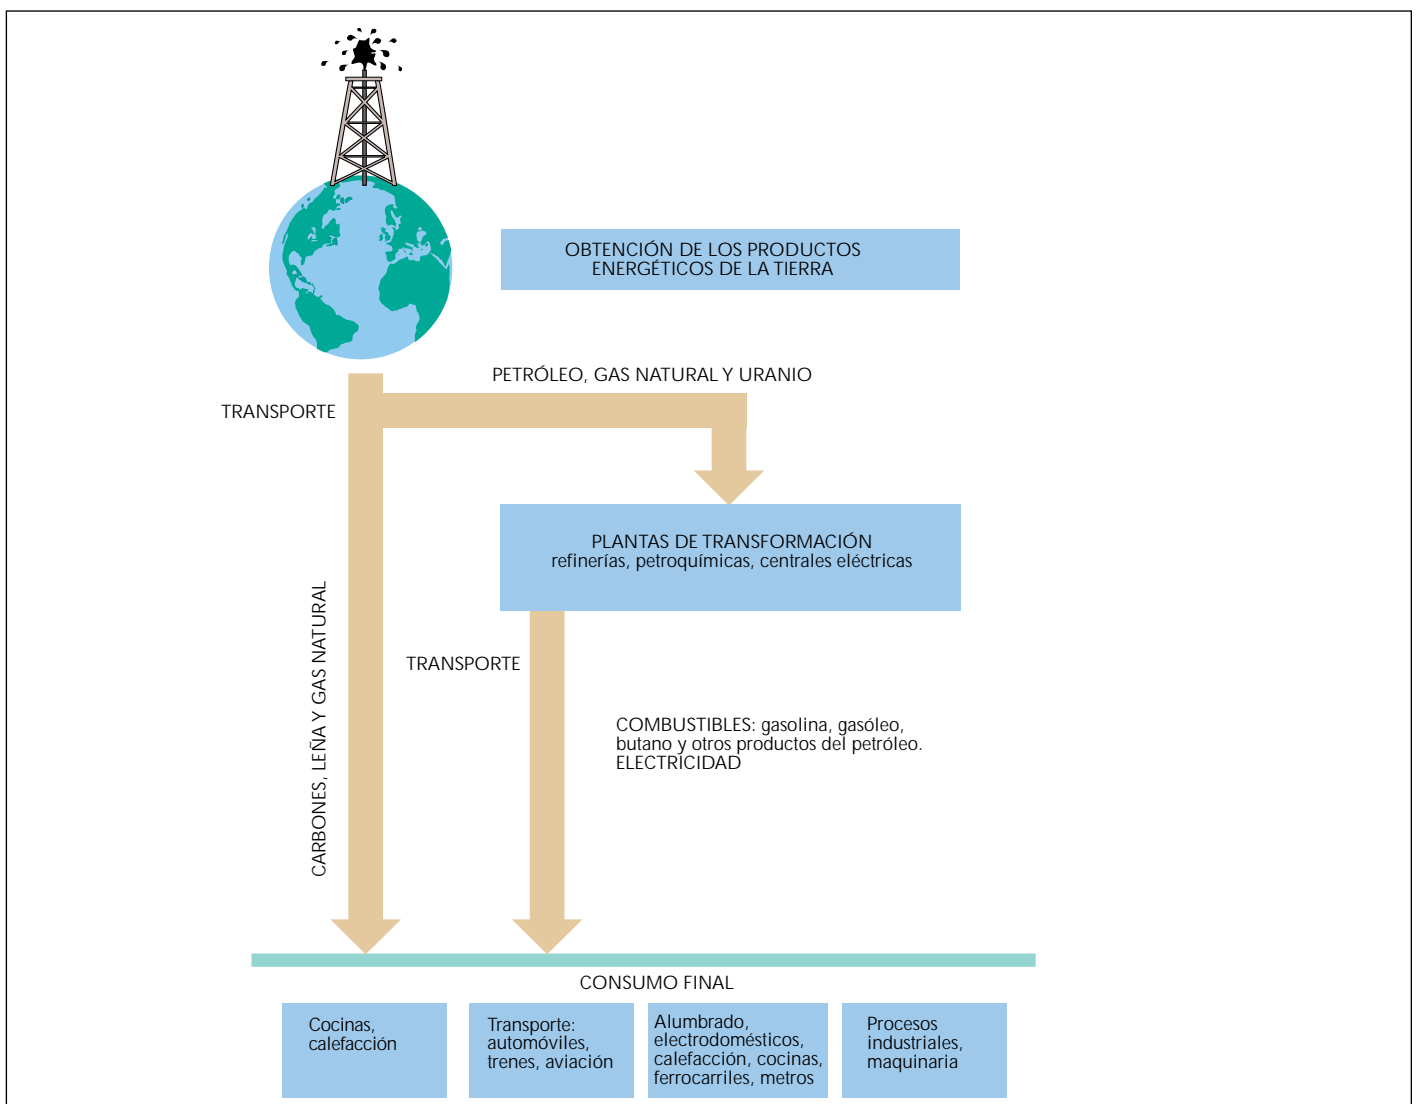 OBTENCIÓN DE LOS PRODUCTOS
ENERGÉTICOS DE LA TIERRA
PETRÓLEO, GAS NATURAL Y URANIO
TRANSPORTE
PLANTAS DE TRANSFORMACIÓN
refinerías, petroquímicas, centrales eléctricas
CARBONES, LEÑA Y GAS NATURAL
TRANSPORTE
COMBUSTIBLES: gasolina, gasóleo,
butano y otros productos del petróleo.
ELECTRICIDAD
CONSUMO FINAL
Cocinas,
calefacción
Transporte:
automóviles,
trenes, aviación
Alumbrado,
electrodomésticos,
calefacción, cocinas,
ferrocarriles, metros
Procesos
industriales,
maquinaria